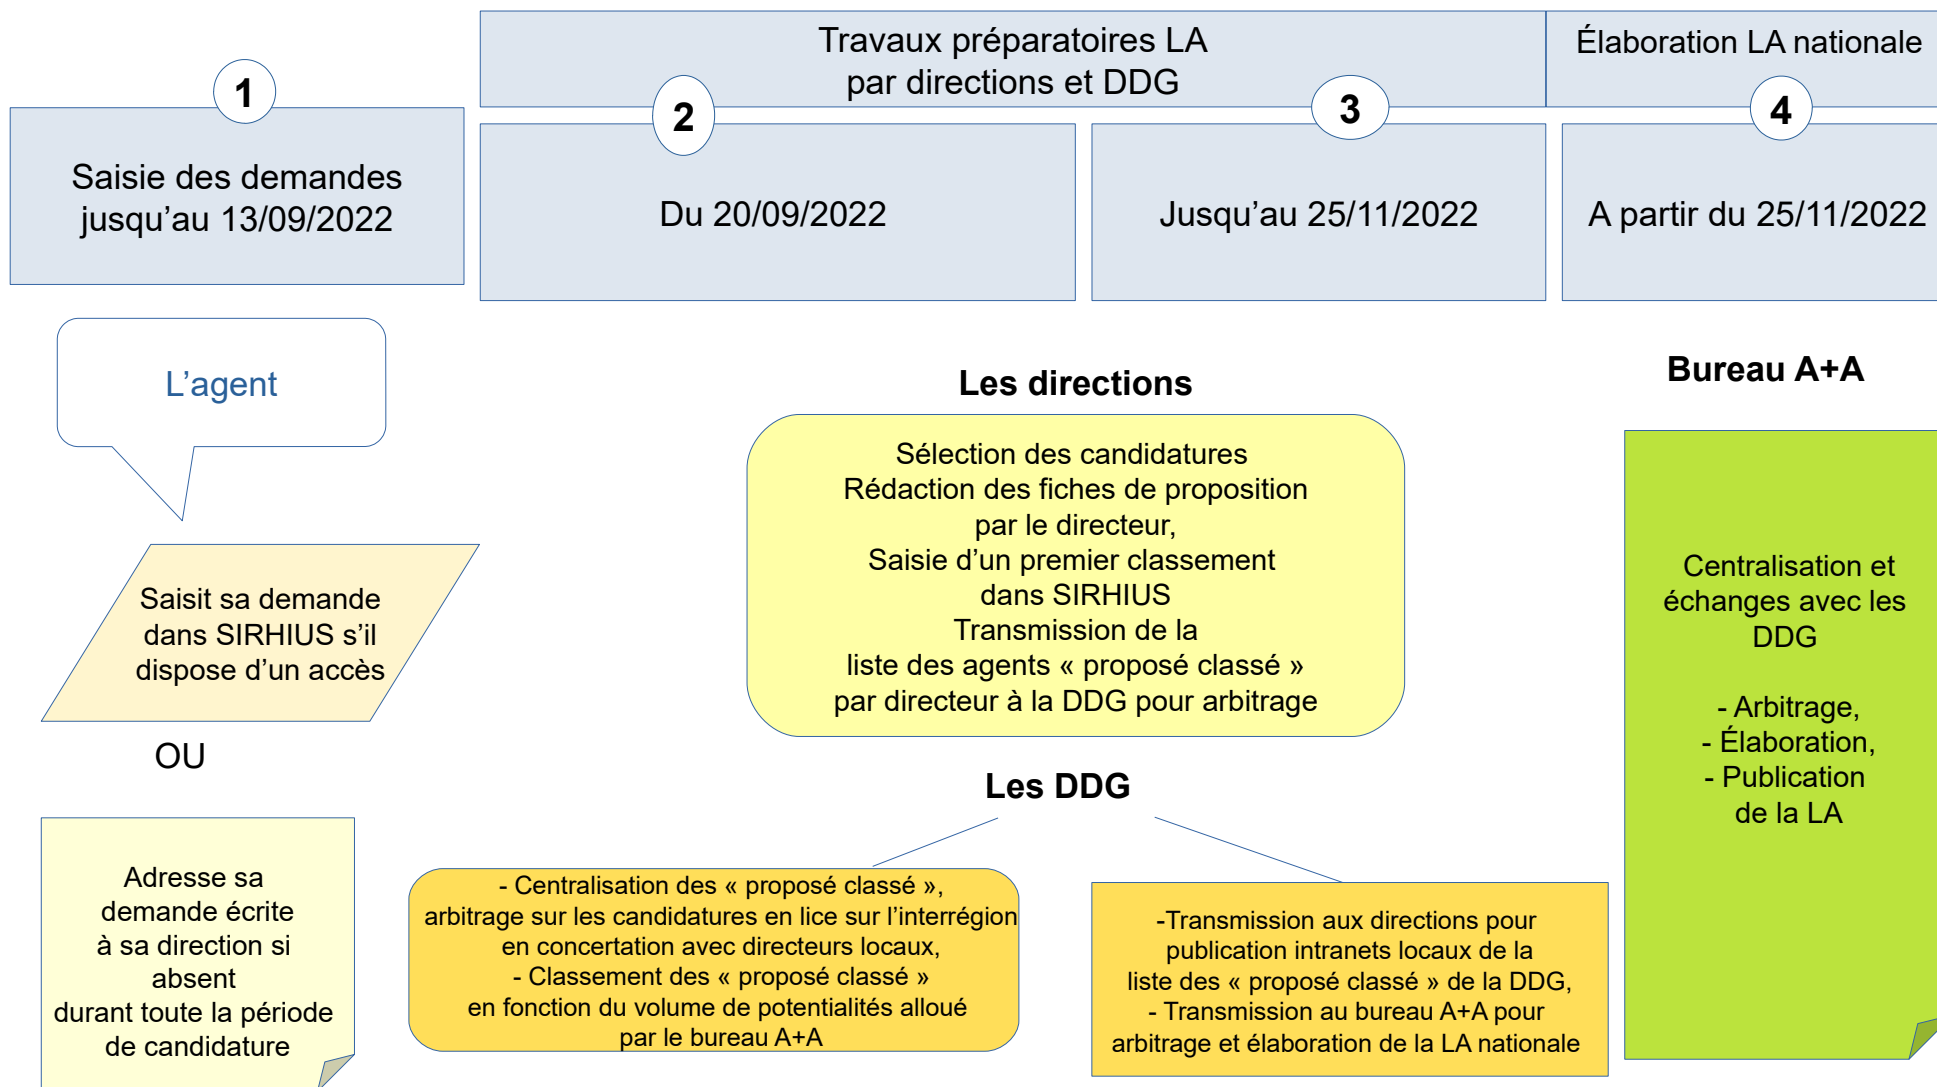 Travaux préparatoires LA
par directions et DDG
Élaboration LA nationale
1
2
3
4
Saisie des demandes
jusqu’au 13/09/2022
Du 20/09/2022
Jusqu’au 25/11/2022
A partir du 25/11/2022
L’agent
Saisit sa demande
dans SIRHIUS s’il
dispose d’un accès
OU
Adresse sa
demande écrite
à sa direction si
absent
durant toute la période
de candidature
Les directions
Sélection des candidatures
Rédaction des fiches de proposition
par le directeur,
Saisie d’un premier classement
dans SIRHIUS
Transmission de la
liste des agents « proposé classé »
par directeur à la DDG pour arbitrage
Les DDG
- Centralisation des « proposé classé »,
arbitrage sur les candidatures en lice sur l’interrégion
en concertation avec directeurs locaux,
- Classement des « proposé classé »
en fonction du volume de potentialités alloué
par le bureau A+A
-Transmission aux directions pour
publication intranets locaux de la
liste des « proposé classé » de la DDG,
- Transmission au bureau A+A pour
arbitrage et élaboration de la LA nationale
Bureau A+A
Centralisation et
échanges avec les
DDG
- Arbitrage,
- Élaboration,
- Publication
de la LA